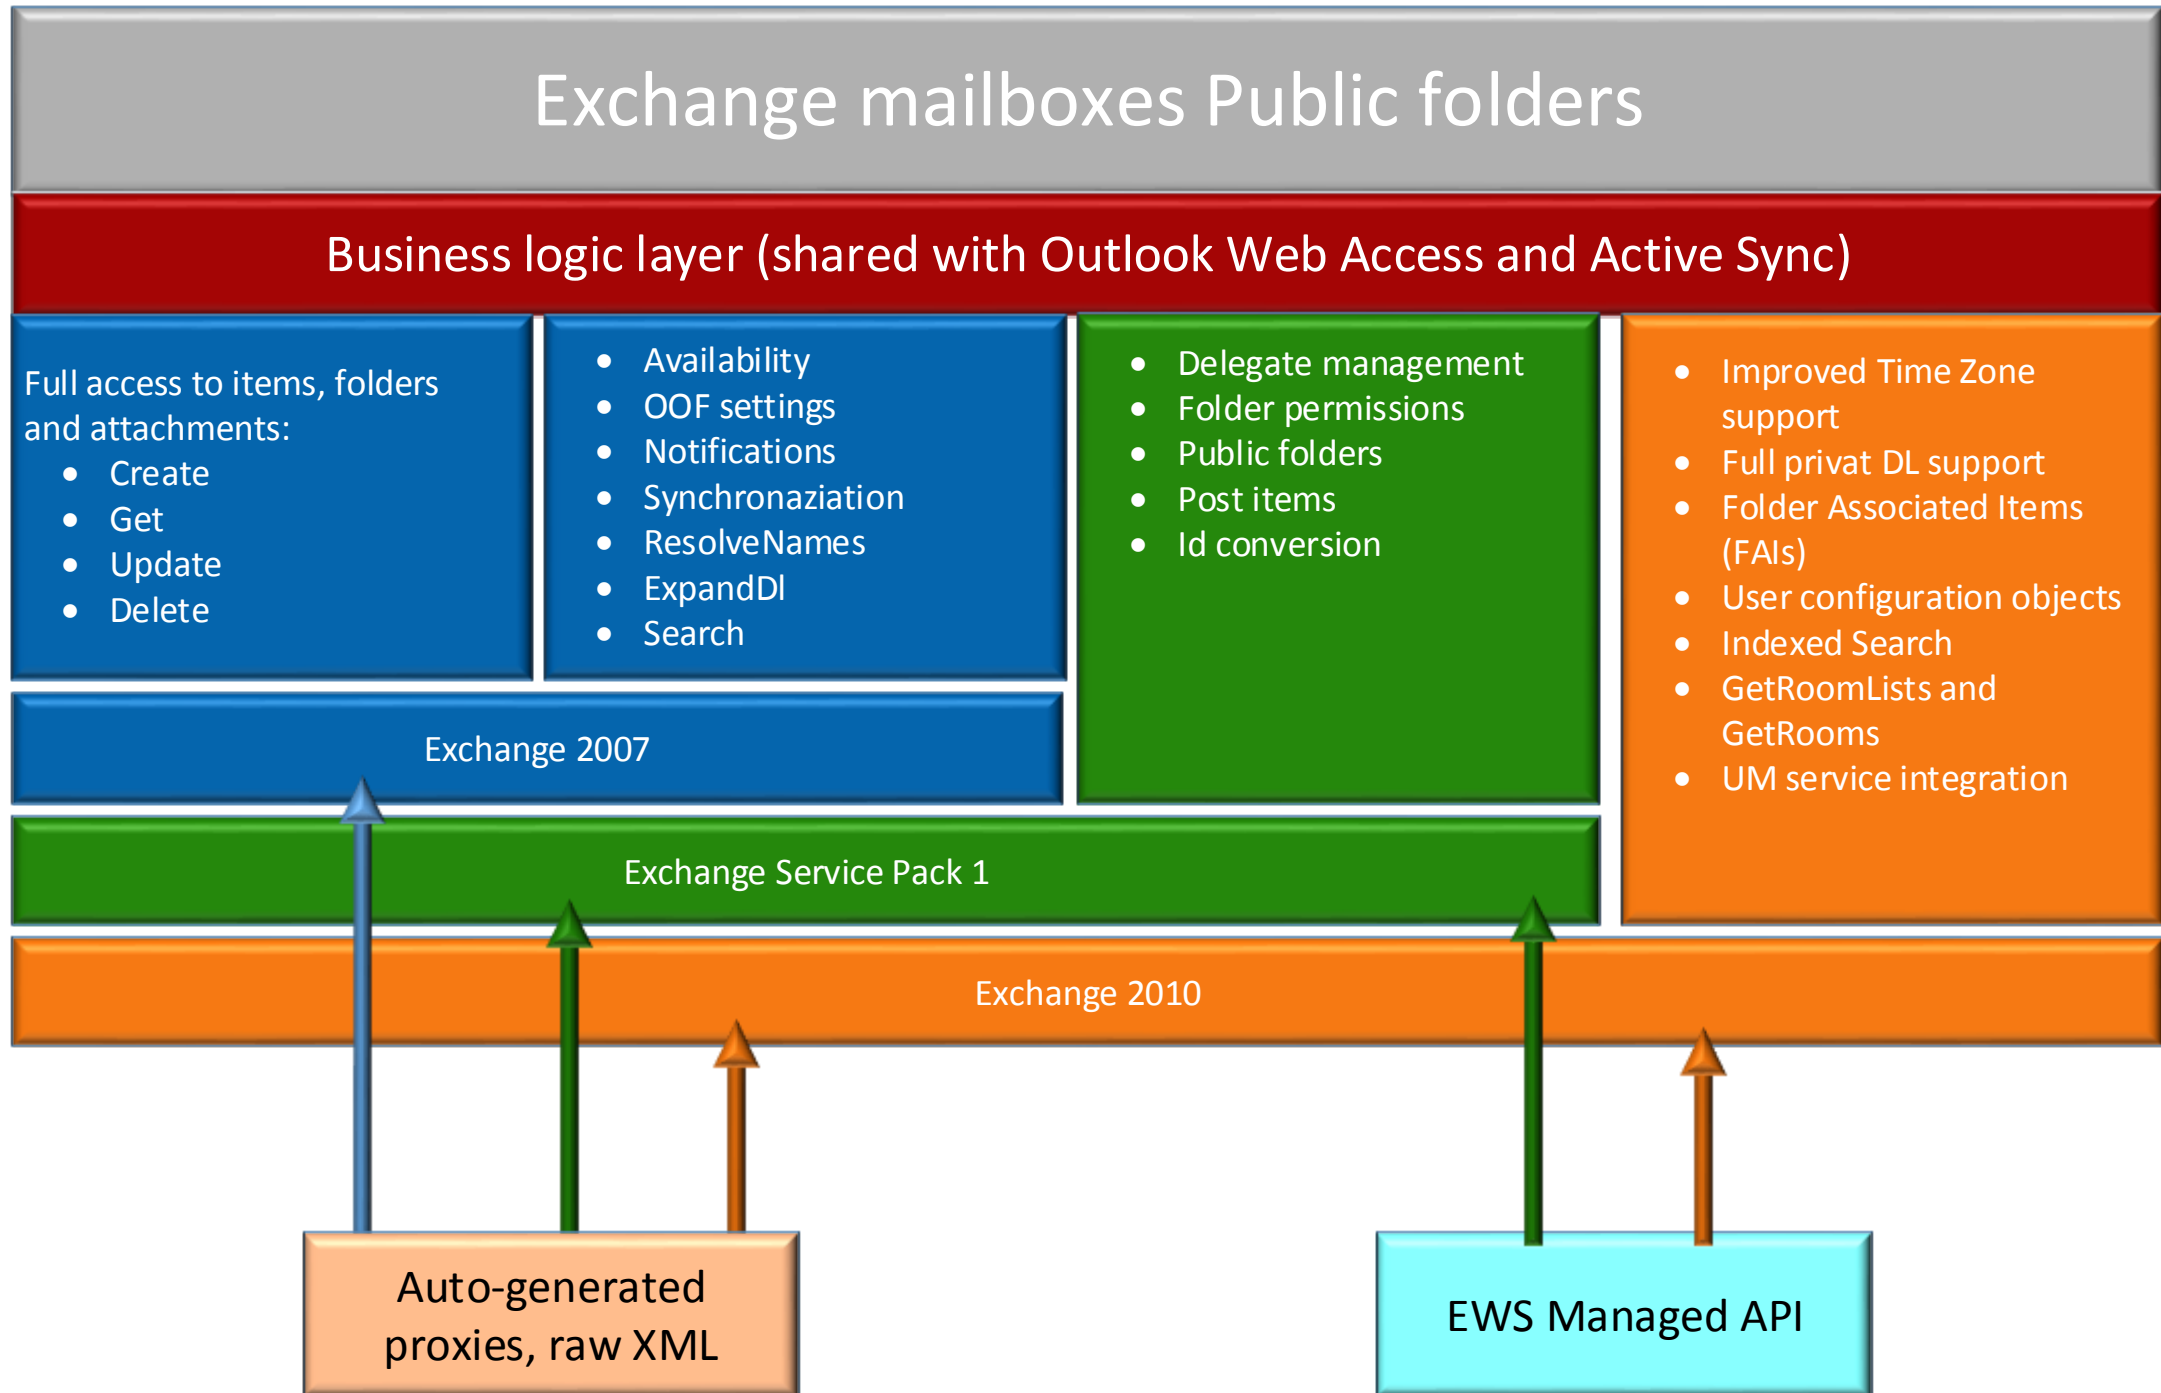 Exchange mailboxes Public folders
Business logic layer (shared with Outlook Web Access and Active Sync)
Full access to items, folders
and attachments:
• Create
• Get
• Update
• Delete
• Availability
• OOF settings
• Notifications
• Synchronaziation
• ResolveNames
• ExpandDl
• Search
• Delegate management
• Folder permissions
• Public folders
• Post items
• Id conversion
• Improved Time Zone
support
• Full privat DL support
• Folder Associated Items
(FAIs)
• User configuration objects
• Indexed Search
• GetRoomLists and
GetRooms
• UM service integration
Exchange 2007
Exchange Service Pack 1
Exchange 2010
Auto-generated
proxies, raw XML
EWS Managed API